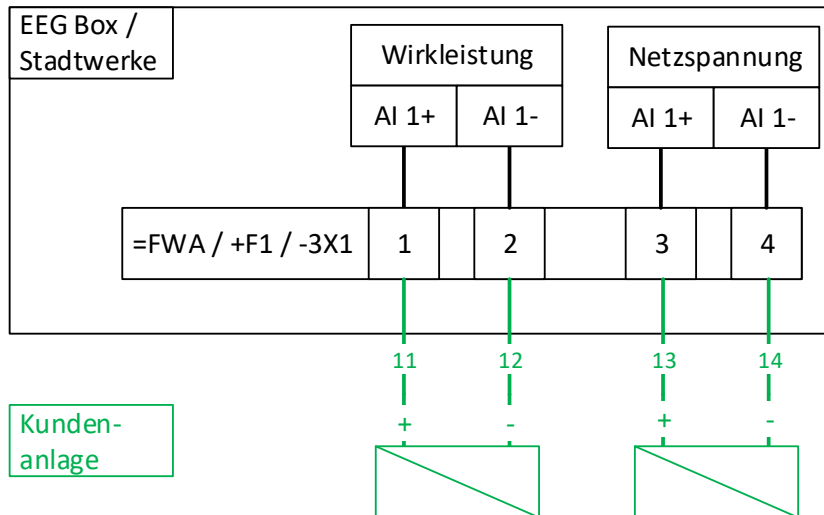 EEG Box /
Stadtwerke
Wirkleistung
Netzspannung
AI 1+ AI 1- AI 1+ AI 1-
=FWA / +F1 / -3X1 1 2 3 4
11 12 13 14
+ - + -
Kunden-
anlage